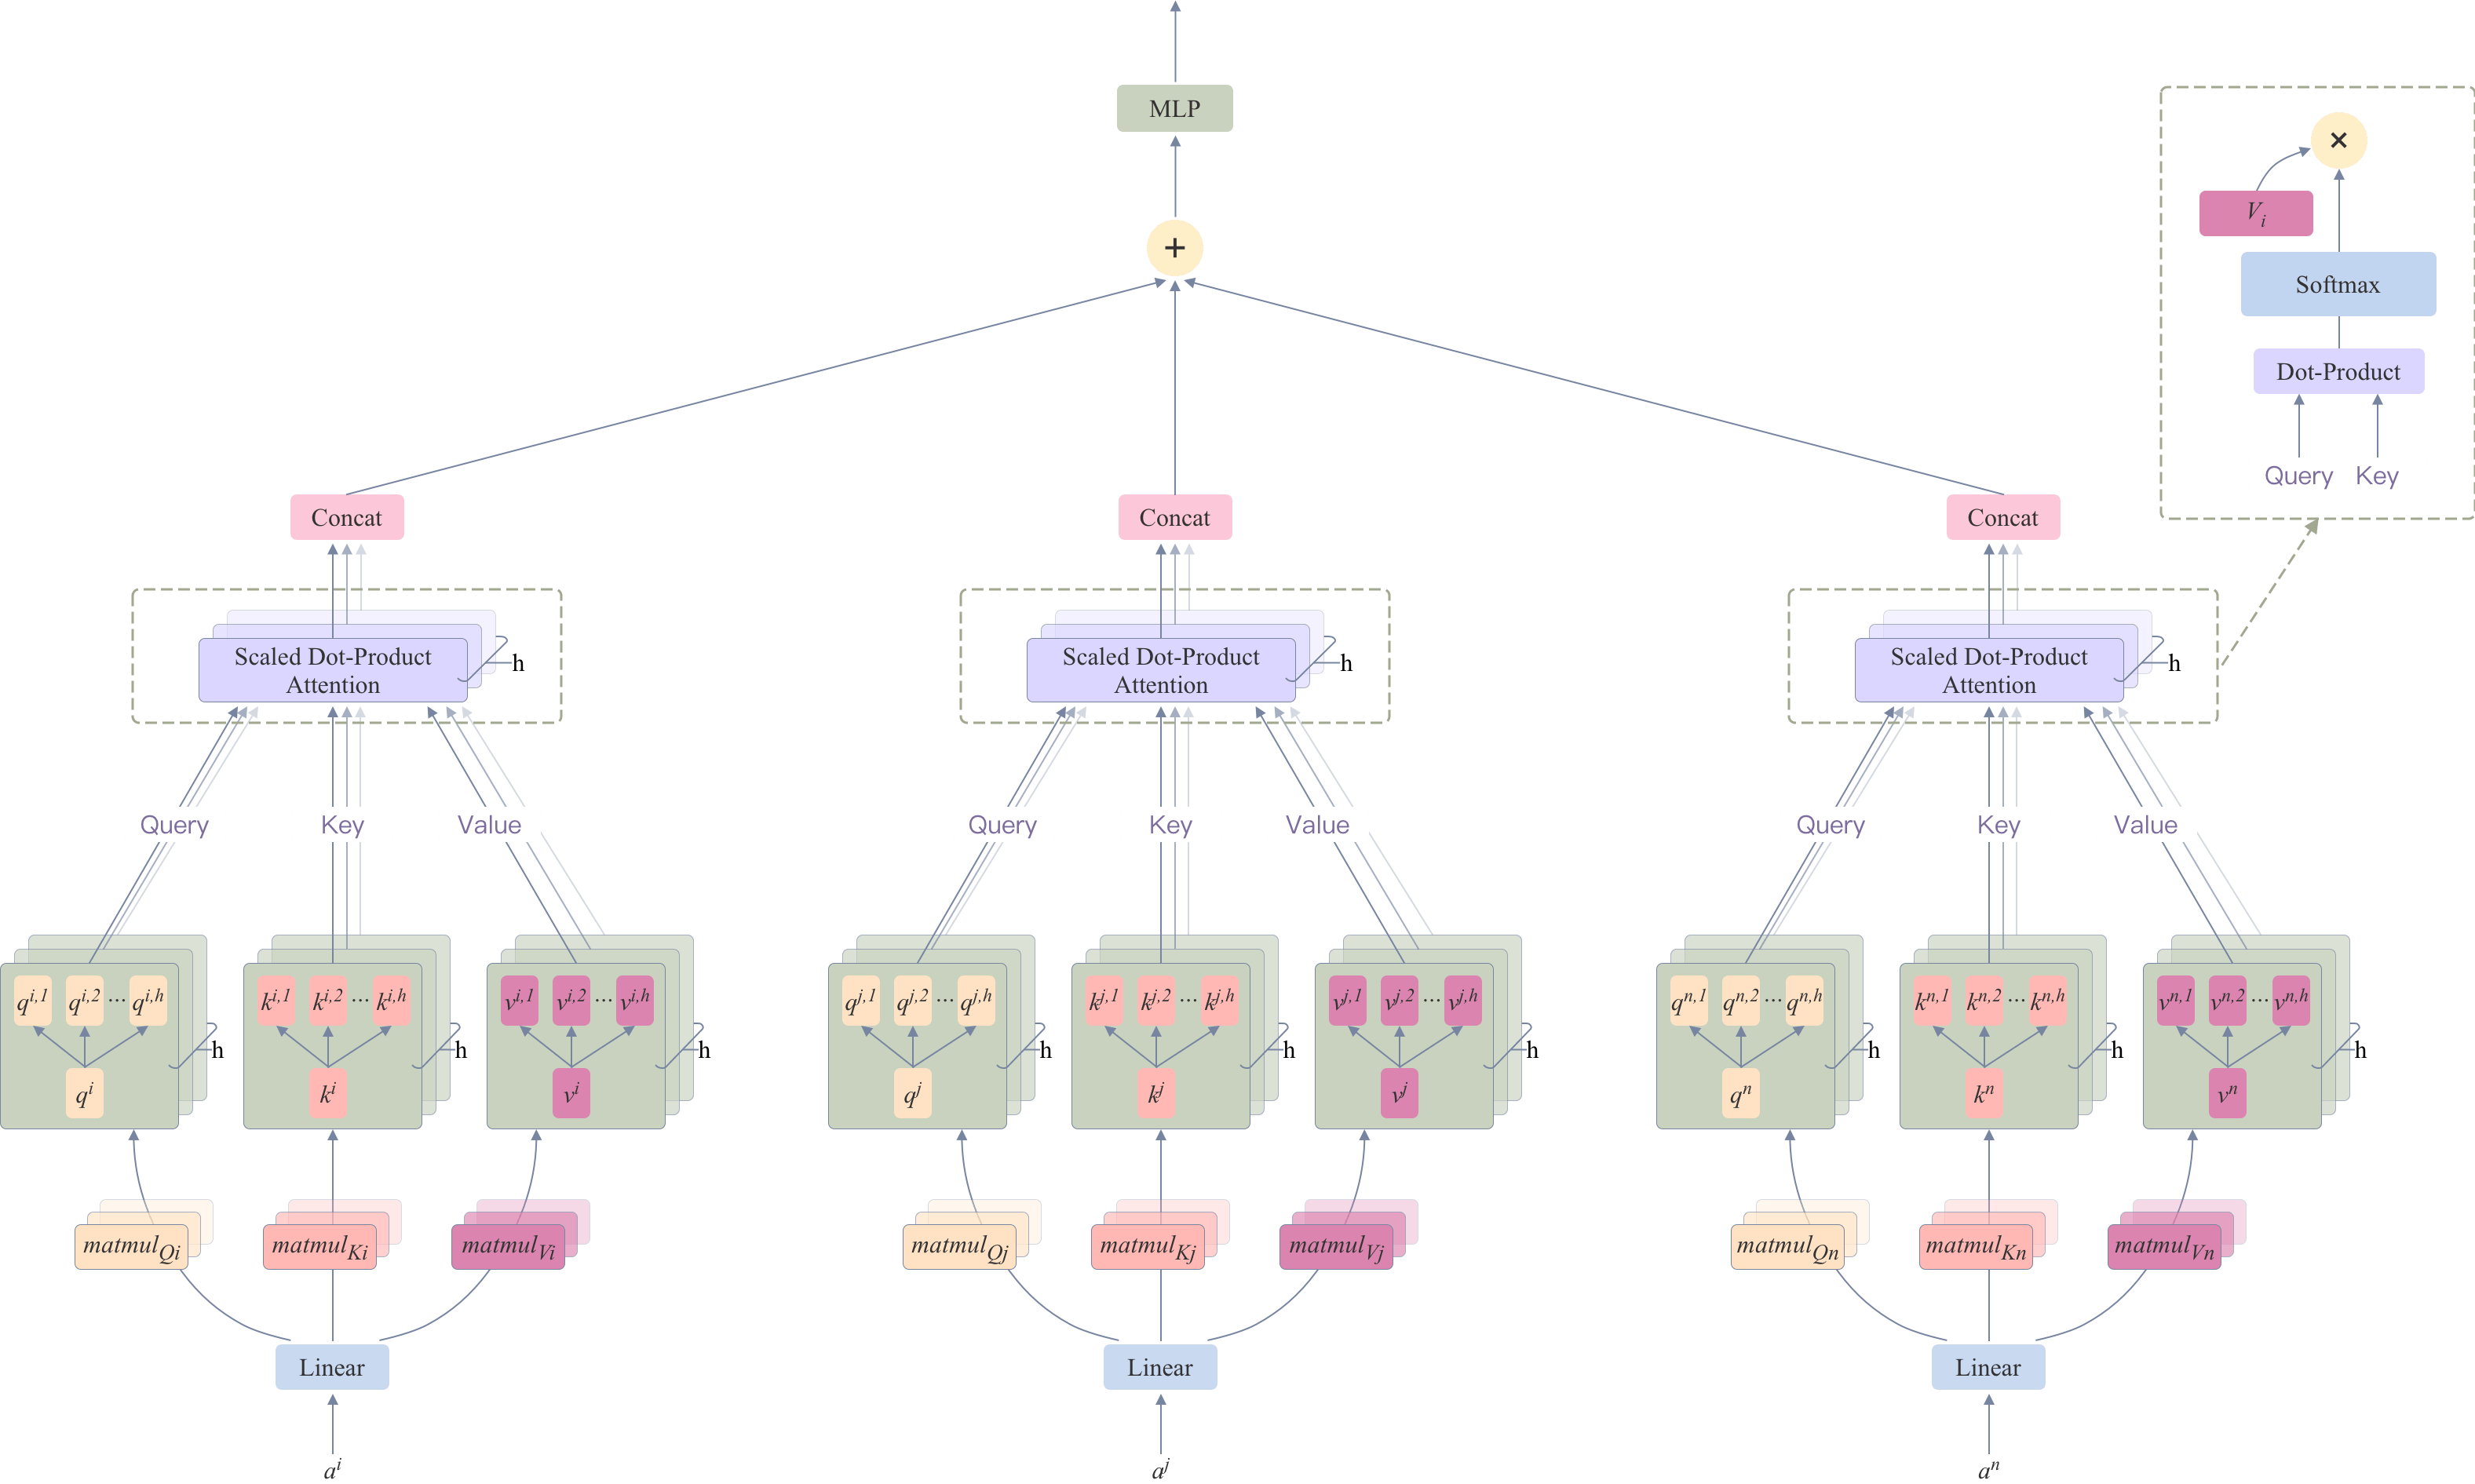 MLP
×
V_i
+
Softmax
Dot-Product
Query Key
Concat Concat Concat
Scaled Dot-Product
Attention
h
Scaled Dot-Product
Attention
h
Scaled Dot-Product
Attention
h
Query Key Value Query Key Value Query Key Value
q^{i,1} q^{i,2} ... q^{i,h} k^{i,1} k^{i,2} ... k^{i,h} v^{i,1} v^{i,2} ... v^{i,h} q^{j,1} q^{j,2} ... q^{j,h} k^{j,1} k^{j,2} ... k^{j,h} v^{j,1} v^{j,2} ... v^{j,h} q^{n,1} q^{n,2} ... q^{n,h} k^{n,1} k^{n,2} ... k^{n,h} v^{n,1} v^{n,2} ... v^{n,h}
h h h h h h h h h
q^i k^i v^i q^j k^j v^j q^n k^n v^n
matmul_{Qi} matmul_{Ki} matmul_{Vi} matmul_{Qj} matmul_{Kj} matmul_{Vj} matmul_{Qn} matmul_{Kn} matmul_{Vn}
Linear Linear Linear
a^i a^j a^n